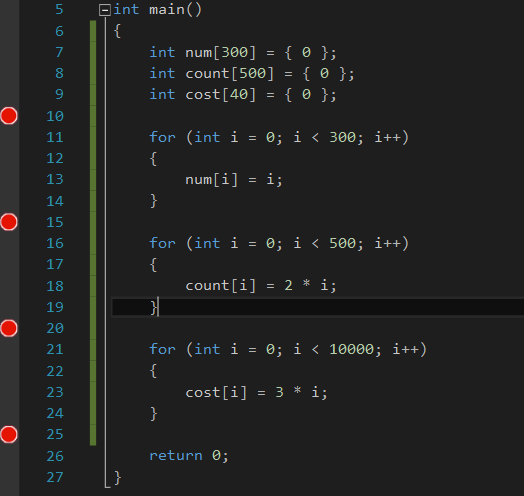 5 int main()
6 {
7 int num[300] = { 0 };
8 int count[500] = { 0 };
9 int cost[40] = { 0 };
10
11 for (int i = 0; i < 300; i++)
12 {
13 num[i] = i;
14 }
15
16 for (int i = 0; i < 500; i++)
17 {
18 count[i] = 2 * i;
19 }
20
21 for (int i = 0; i < 10000; i++)
22 {
23 cost[i] = 3 * i;
24 }
25
26 return 0;
27 }